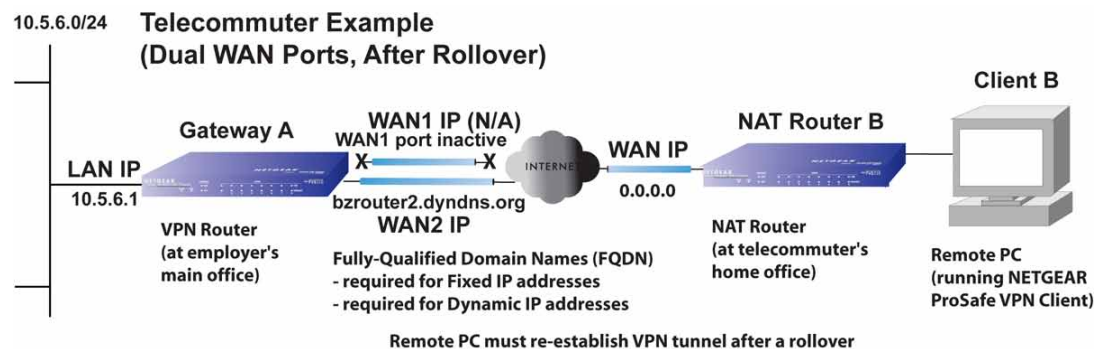 10.5.6.0/24
Telecommuter Example
(Dual WAN Ports, After Rollover)
Client B
Gateway A
WAN1 IP (N/A)
WAN1 port inactive
X X
NAT Router B
LAN IP
10.5.6.1
NETGEAR
INTERNET
WAN IP
0.0.0.0
NETGEAR
bzrouter2.dyndns.org
WAN2 IP
VPN Router
(at employer's
main office)
Fully-Qualified Domain Names (FQDN)
- required for Fixed IP addresses
- required for Dynamic IP addresses
NAT Router
(at telecommuter's
home office)
Remote PC
(running NETGEAR
ProSafe VPN Client)
Remote PC must re-establish VPN tunnel after a rollover